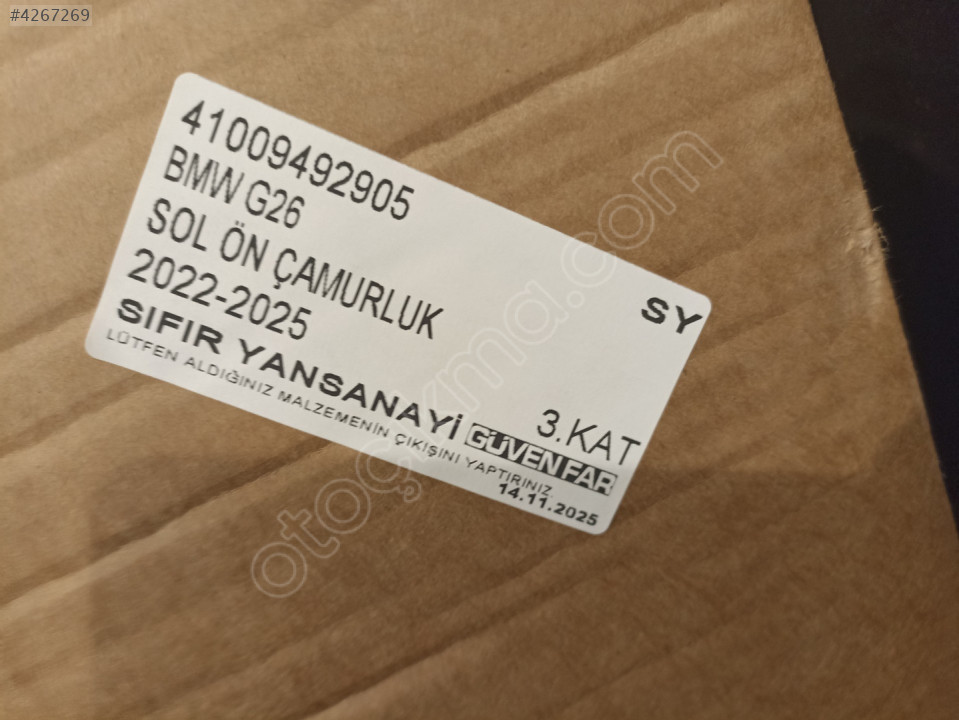 #4267269
41009492905
BMW G26
SOL ÖN ÇAMURLUK
2022-2025
SY
SIFIR YANSANAYİ
3.KAT
GÜVEN FAR
LÜTFEN ALDIĞINIZ MALZEMENİN ÇIKIŞINI YAPTIRINIZ.
14.11.2025
otoçıkma.com